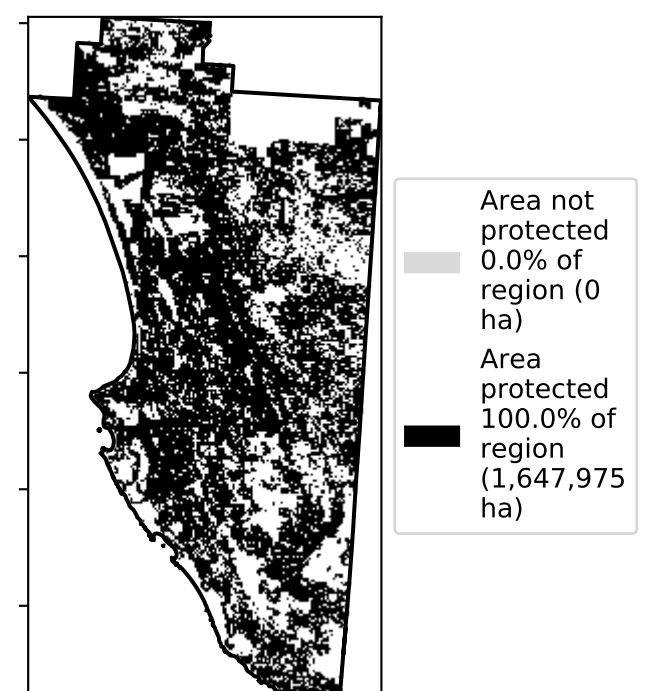 Area not
protected
0.0% of
region (0
ha)
Area
protected
100.0% of
region
(1,647,975
ha)